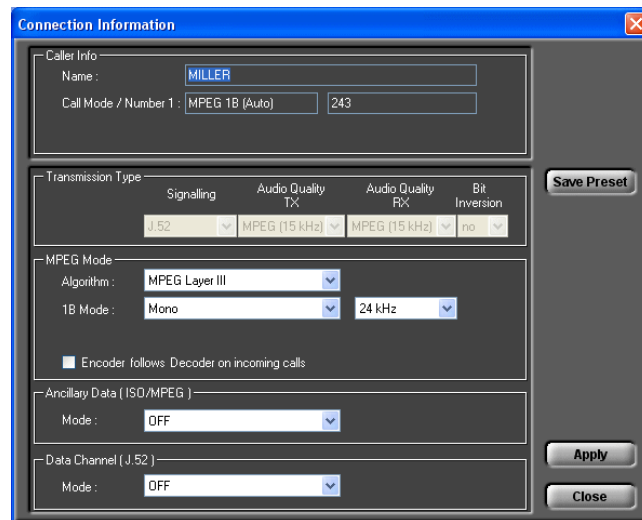 Connection Information
Caller Info
Name : MILLER
Call Mode / Number 1 : MPEG 1B (Auto) 243
Transmission Type
Signalling Audio Quality TX Audio Quality RX Bit Inversion
J.52 MPEG (15 kHz) MPEG (15 kHz) no
Save Preset
MPEG Mode
Algorithm : MPEG Layer III
1B Mode : Mono 24 kHz
Encoder follows Decoder on incoming calls
Ancillary Data ( ISO/MPEG )
Mode : OFF
Data Channel ( J.52 )
Mode : OFF
Apply
Close